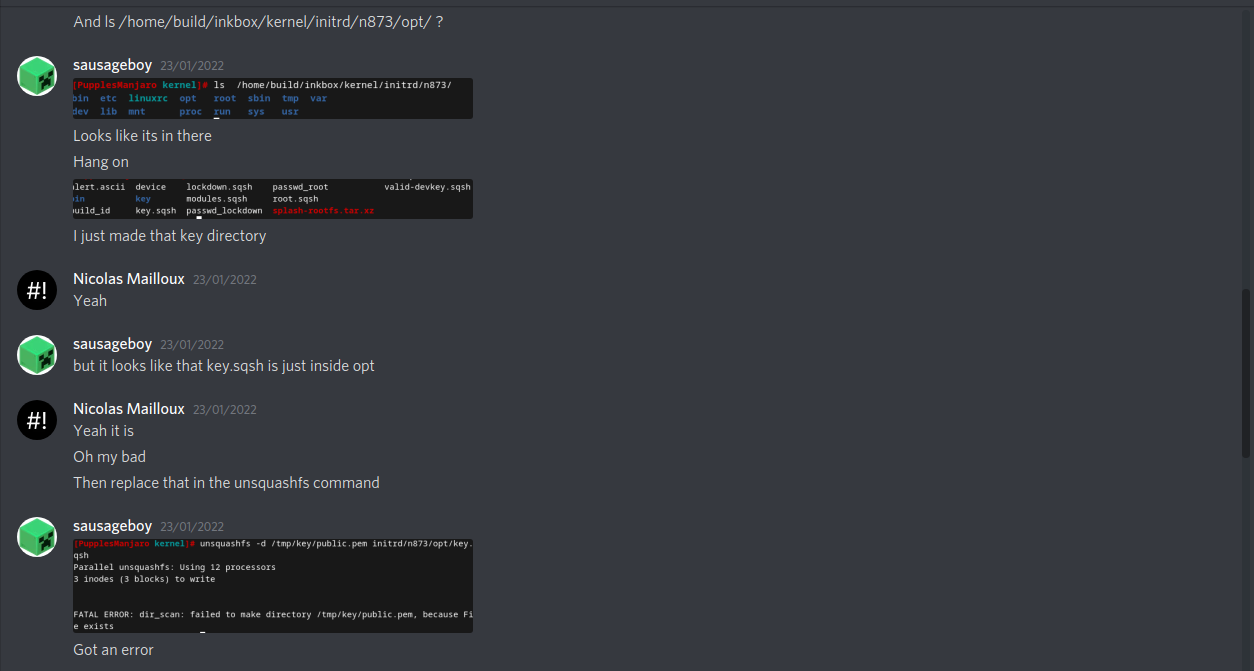 And ls /home/build/inkbox/kernel/initrd/n873/opt/ ?
sausageboy 23/01/2022
[PupplesManjaro kernel]# ls /home/build/inkbox/kernel/initrd/n873/
bin etc linuxrc opt root sbin tmp var
dev lib mnt proc run sys usr
Looks like its in there
Hang on
alert.ascii device lockdown.sqsh passwd_root valid-devkey.sqsh
bin key modules.sqsh root.sqsh
build_id key.sqsh passwd_lockdown splash-rootfs.tar.xz
I just made that key directory
#!
Nicolas Mailloux 23/01/2022
Yeah
sausageboy 23/01/2022
but it looks like that key.sqsh is just inside opt
#!
Nicolas Mailloux 23/01/2022
Yeah it is
Oh my bad
Then replace that in the unsquashfs command
sausageboy 23/01/2022
[PupplesManjaro kernel]# unsquashfs -d /tmp/key/public.pem initrd/n873/opt/key.
qsh
Parallel unsquashfs: Using 12 processors
3 inodes (3 blocks) to write
FATAL ERROR: dir_scan: failed to make directory /tmp/key/public.pem, because Fi
e exists
Got an error